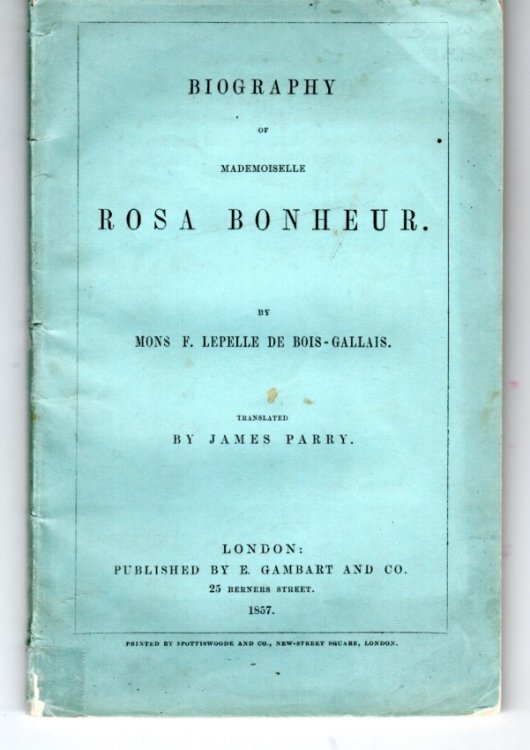 BIOGRAPHY
OF
MADEMOISELLE
ROSA BONHEUR.
BY
MONS F. LEPELLE DE BOIS-GALLAIS.
TRANSLATED
BY JAMES PARRY.
LONDON:
PUBLISHED BY E. GAMBART AND CO.
25 BERNERS STREET.
1857.
PRINTED BY SPOTTISWOODE AND CO., NEW-STREET SQUARE, LONDON.